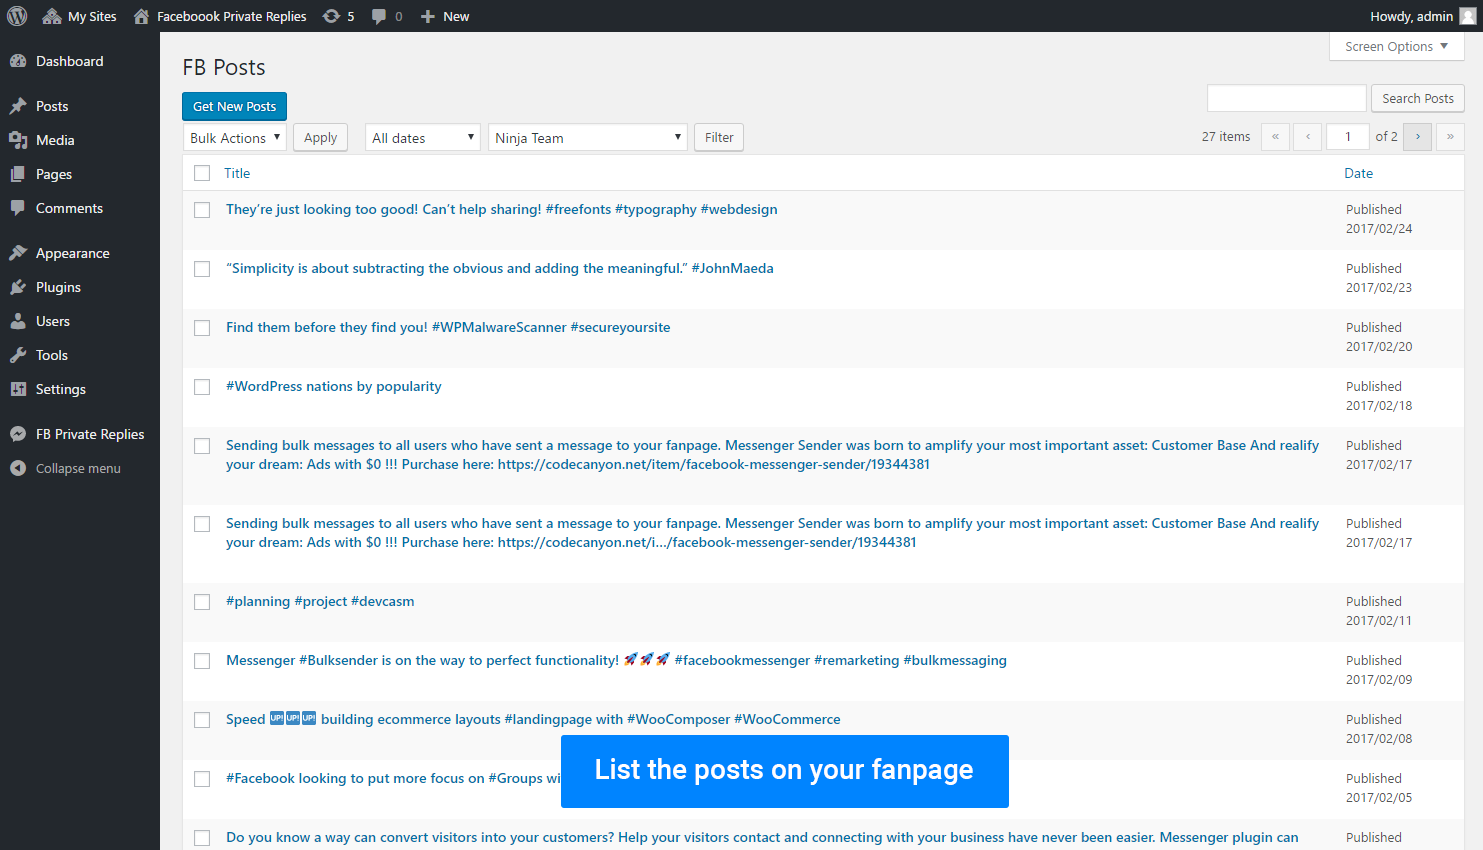 My Sites Faceboook Private Replies 5 0 New Howdy, admin
Screen Options
Dashboard
Posts
Media
Pages
Comments
Appearance
Plugins
Users
Tools
Settings
FB Private Replies
Collapse menu
FB Posts
Get New Posts
Search Posts
Bulk Actions Apply All dates Ninja Team Filter 27 items « ‹ 1 of 2 › »
Title Date
They’re just looking too good! Can’t help sharing! #freefonts #typography #webdesign Published
2017/02/24
“Simplicity is about subtracting the obvious and adding the meaningful.” #JohnMaeda Published
2017/02/23
Find them before they find you! #WPMalwareScanner #secureyoursite Published
2017/02/20
#WordPress nations by popularity Published
2017/02/18
Sending bulk messages to all users who have sent a message to your fanpage. Messenger Sender was born to amplify your most important asset: Customer Base And realify Published
your dream: Ads with $0 !!! Purchase here: https://codecanyon.net/item/facebook-messenger-sender/19344381 2017/02/17
Sending bulk messages to all users who have sent a message to your fanpage. Messenger Sender was born to amplify your most important asset: Customer Base And realify Published
your dream: Ads with $0 !!! Purchase here: https://codecanyon.net/i.../facebook-messenger-sender/19344381 2017/02/17
#planning #project #devcasm Published
2017/02/11
Messenger #Bulksender is on the way to perfect functionality! 🚀🚀🚀 #facebookmessenger #remarketing #bulkmessaging Published
2017/02/09
Speed 🆙🆙🆙 building ecommerce layouts #landingpage with #WooComposer #WooCommerce Published
2017/02/08
#Facebook looking to put more focus on #Groups Published
2017/02/05
List the posts on your fanpage
Do you know a way can convert visitors into your customers? Help your visitors contact and connecting with your business have never been easier. Messenger plugin can Published